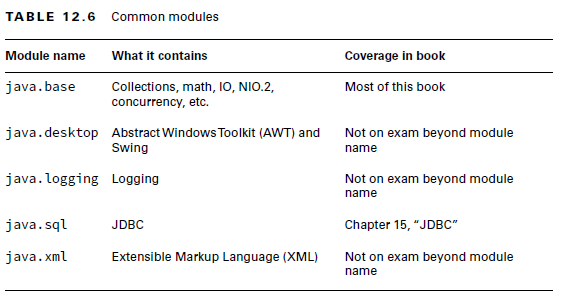 TABLE 12.6 Common modules
Module name What it contains Coverage in book
java.base Collections, math, IO, NIO.2, Most of this book
concurrency, etc.
java.desktop Abstract Windows Toolkit (AWT) and Not on exam beyond module
Swing name
java.logging Logging Not on exam beyond module
name
java.sql JDBC Chapter 15, “JDBC”
java.xml Extensible Markup Language (XML) Not on exam beyond module
name